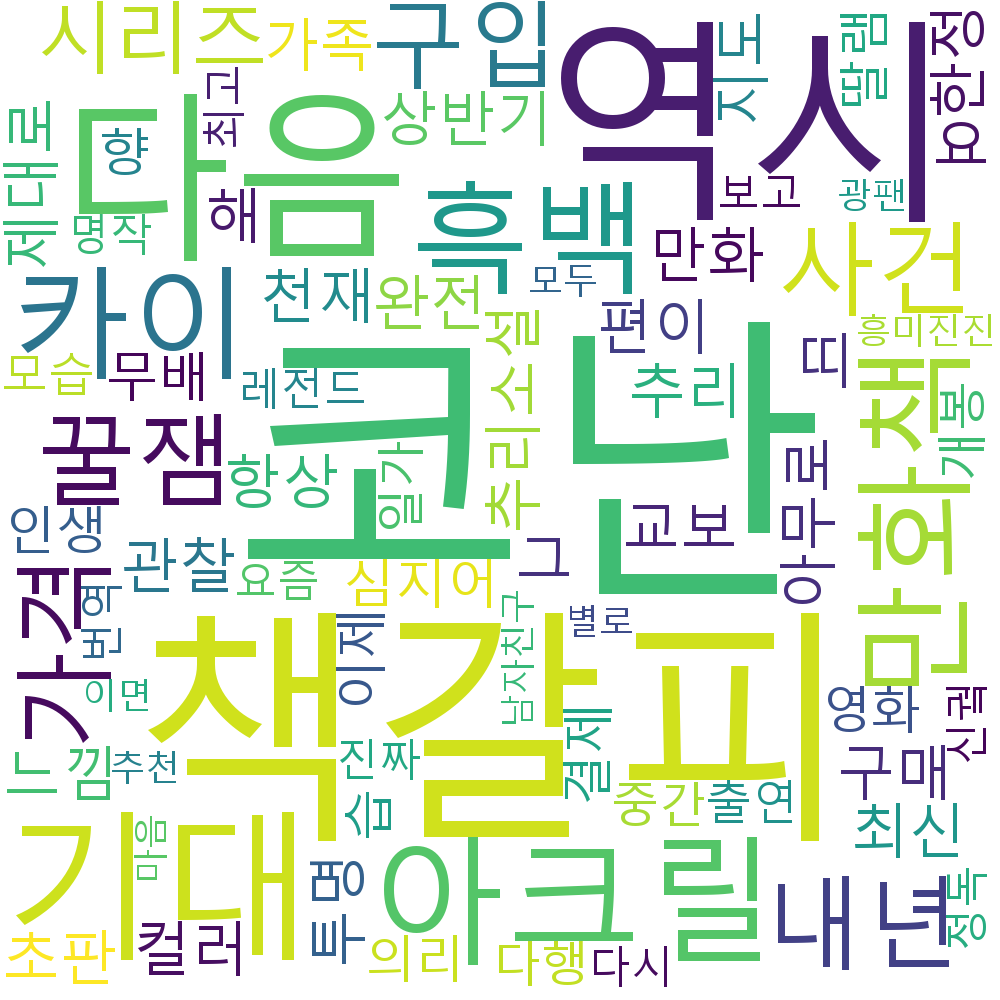 시리즈
가족
구입
역시
지도
딸램
요한정
제대로
향
다음
최고
상반기
해
명작
흑백
보고
광팬
만화
사건
카이
천재
완전
모두
편이
띠
흥미진진
모습
무배
레전드
코난
추리소설
추리
만화책
개봉
꿀잼
항상
일가
아무로
인생
관찰
요즘
심지어
그
교보
가격
번역
이면
책갈피
이제
남자친구
별로
영화
신권
느낌
추천
진짜
결제
중간
출연
구목
최신
습
기대
마음
투명
아크릴
내년
정독
초판
컬러
의리
다행
다시